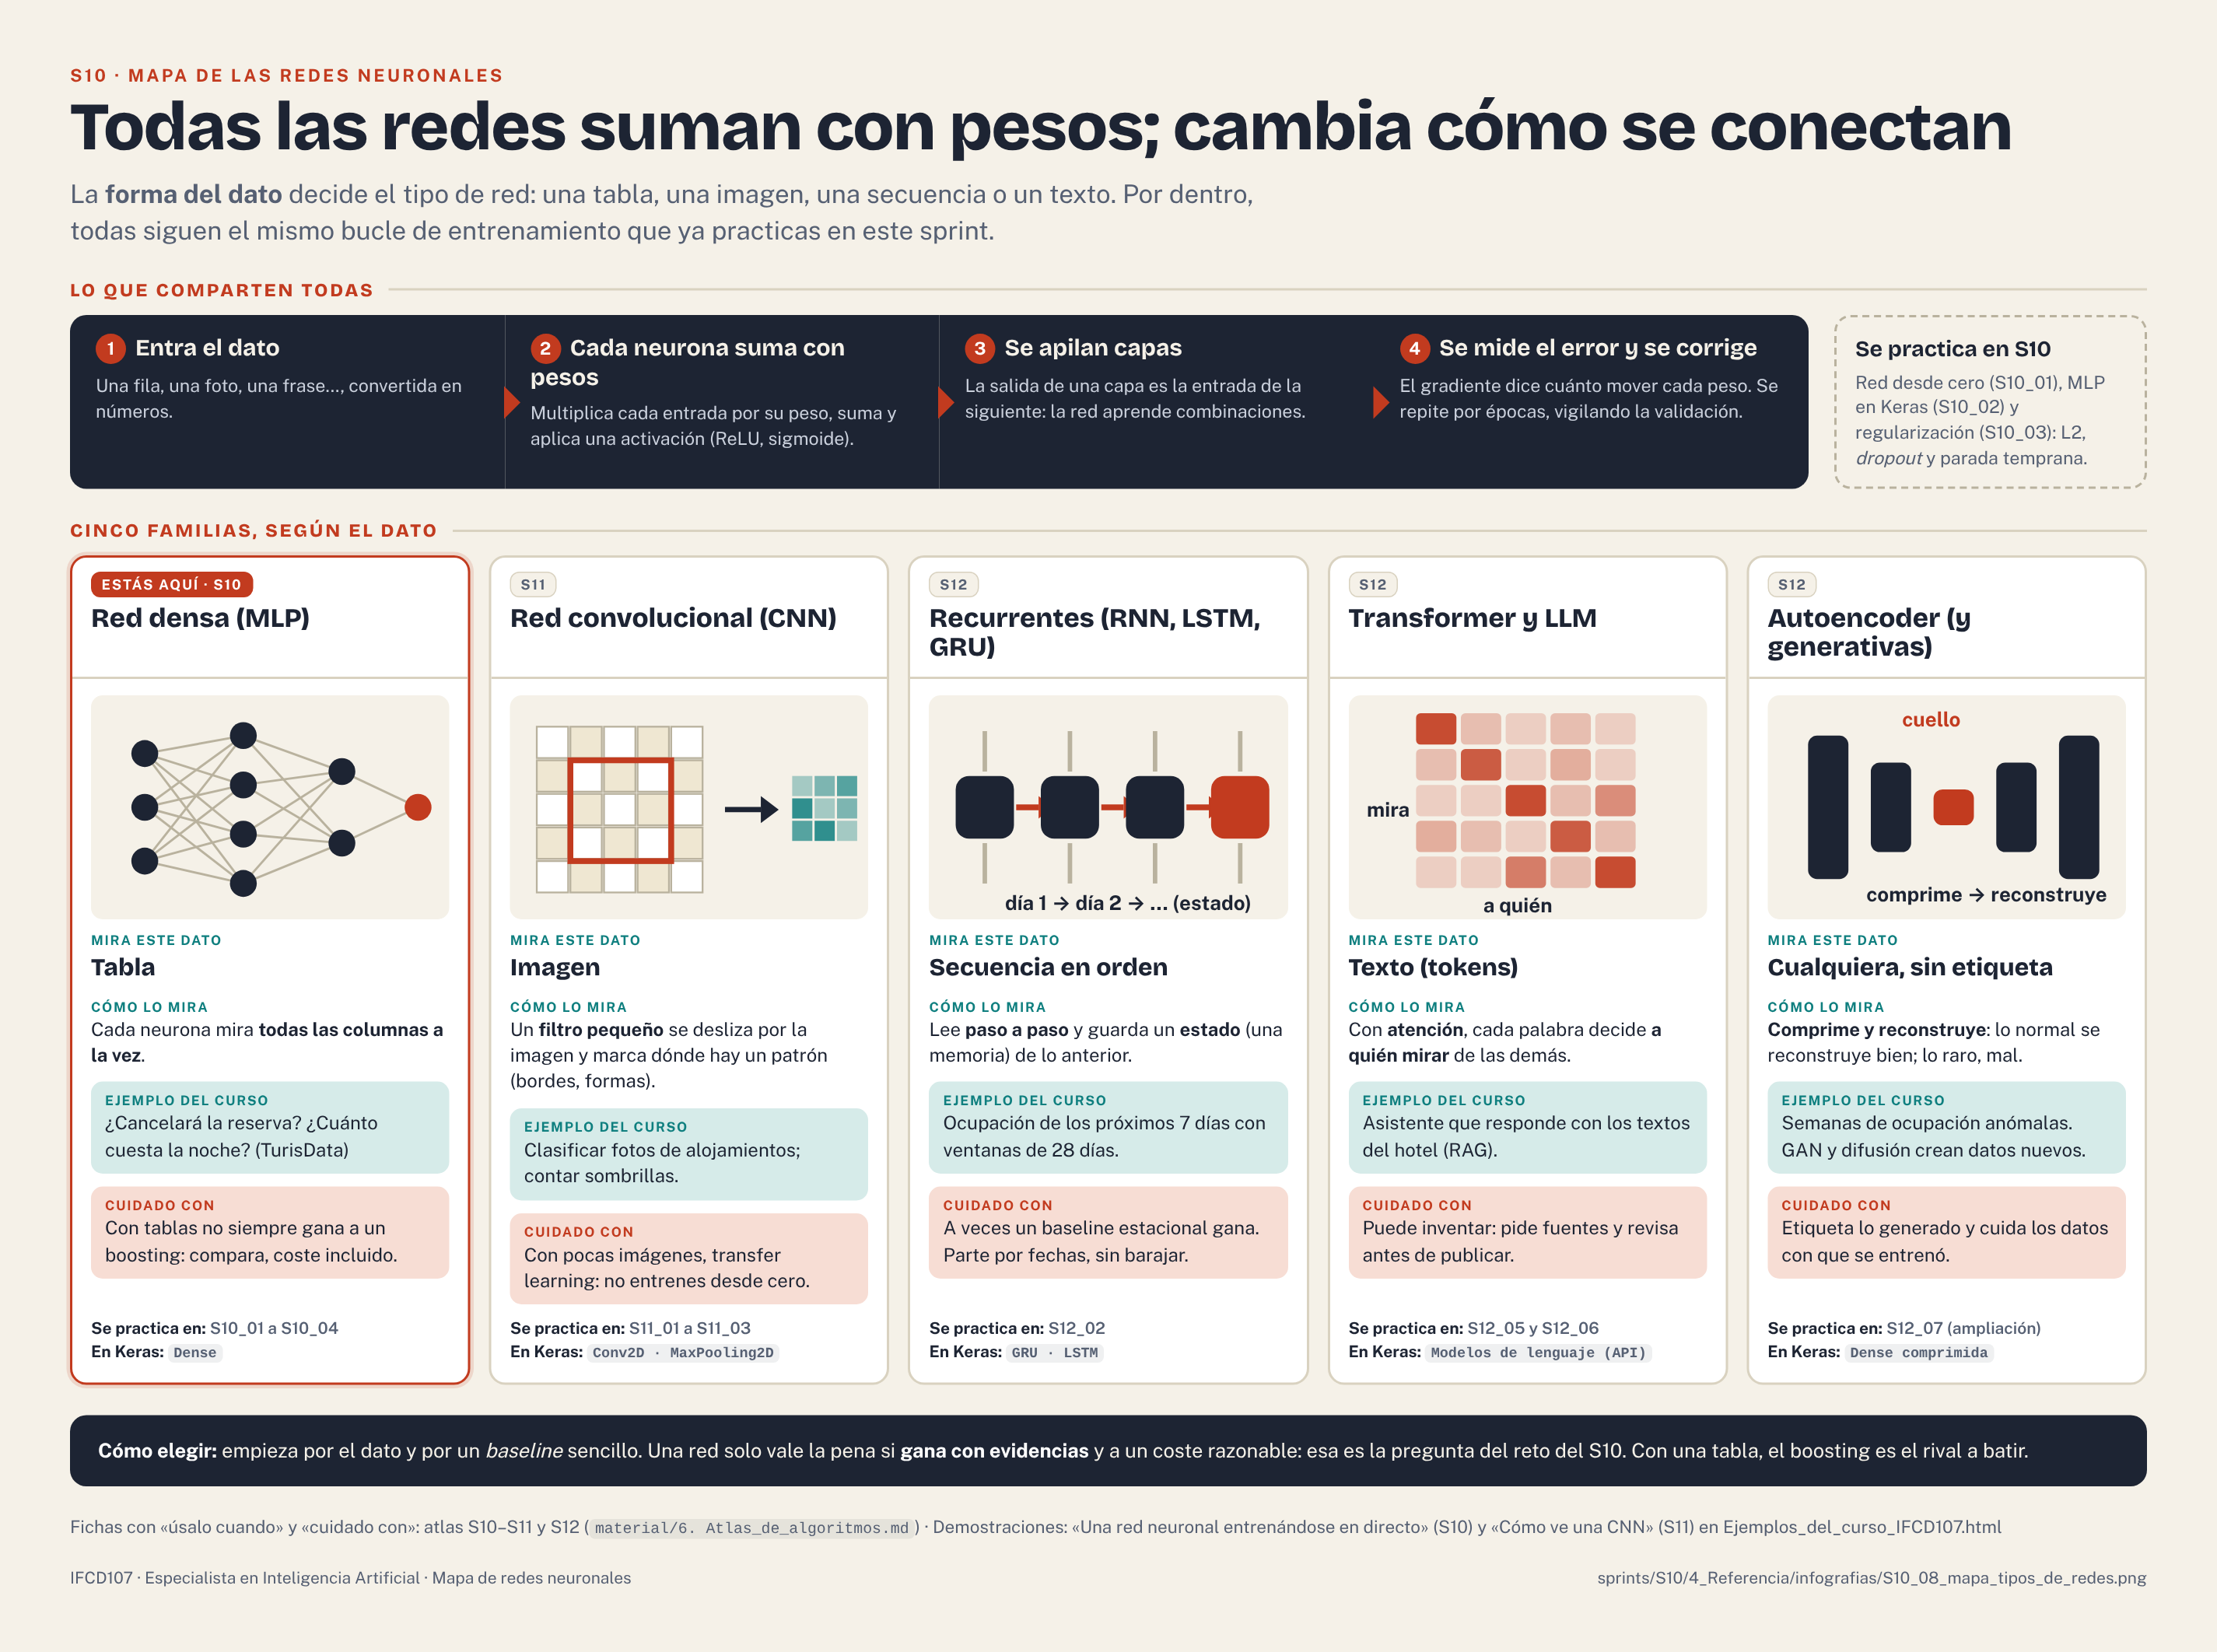 S10 · MAPA DE LAS REDES NEURONALES
Todas las redes suman con pesos; cambia cómo se conectan
La forma del dato decide el tipo de red: una tabla, una imagen, una secuencia o un texto. Por dentro,
todas siguen el mismo bucle de entrenamiento que ya practicas en este sprint.
LO QUE COMPARTEN TODAS
1 Entra el dato
Una fila, una foto, una frase..., convertida en
números.
2 Cada neurona suma con
pesos
Multiplica cada entrada por su peso, suma y
aplica una activación (ReLU, sigmoide).
3 Se apilan capas
La salida de una capa es la entrada de la
siguiente: la red aprende combinaciones.
4 Se mide el error y se corrige
El gradiente dice cuánto mover cada peso. Se
repite por épocas, vigilando la validación.
Se practica en S10
Red desde cero (S10_01), MLP
en Keras (S10_02) y
regularización (S10_03): L2,
dropout y parada temprana.
CINCO FAMILIAS, SEGÚN EL DATO
ESTÁS AQUÍ · S10
Red densa (MLP)
MIRA ESTE DATO
Tabla
CÓMO LO MIRA
Cada neurona mira todas las columnas a
la vez.
EJEMPLO DEL CURSO
¿Cancelará la reserva? ¿Cuánto
cuesta la noche? (TurisData)
CUIDADO CON
Con tablas no siempre gana a un
boosting: compara, coste incluido.
Se practica en: S10_01 a S10_04
En Keras: Dense
S11
Red convolucional (CNN)
MIRA ESTE DATO
Imagen
CÓMO LO MIRA
Un filtro pequeño se desliza por la
imagen y marca dónde hay un patrón
(bordes, formas).
EJEMPLO DEL CURSO
Clasificar fotos de alojamientos;
contar sombrillas.
CUIDADO CON
Con pocas imágenes, transfer
learning: no entrenes desde cero.
Se practica en: S11_01 a S11_03
En Keras: Conv2D · MaxPooling2D
S12
Recurrentes (RNN, LSTM,
GRU)
día 1 → día 2 → ... (estado)
MIRA ESTE DATO
Secuencia en orden
CÓMO LO MIRA
Lee paso a paso y guarda un estado (una
memoria) de lo anterior.
EJEMPLO DEL CURSO
Ocupación de los próximos 7 días con
ventanas de 28 días.
CUIDADO CON
A veces un baseline estacional gana.
Parte por fechas, sin barajar.
Se practica en: S12_02
En Keras: GRU · LSTM
S12
Transformer y LLM
mira
a quién
MIRA ESTE DATO
Texto (tokens)
CÓMO LO MIRA
Con atención, cada palabra decide a
quién mirar de las demás.
EJEMPLO DEL CURSO
Asistente que responde con los textos
del hotel (RAG).
CUIDADO CON
Puede inventar: pide fuentes y revisa
antes de publicar.
Se practica en: S12_05 y S12_06
En Keras: Modelos de lenguaje (API)
S12
Autoencoder (y
generativas)
cuello
comprime → reconstruye
MIRA ESTE DATO
Cualquiera, sin etiqueta
CÓMO LO MIRA
Comprime y reconstruye: lo normal se
reconstruye bien; lo raro, mal.
EJEMPLO DEL CURSO
Semanas de ocupación anómalas.
GAN y difusión crean datos nuevos.
CUIDADO CON
Etiqueta lo generado y cuida los datos
con que se entrenó.
Se practica en: S12_07 (ampliación)
En Keras: Dense comprimida
Cómo elegir: empieza por el dato y por un baseline sencillo. Una red solo vale la pena si gana con evidencias y a un coste razonable: esa es la pregunta del reto del S10. Con una tabla, el boosting es el rival a batir.
Fichas con «úsalo cuando» y «cuidado con»: atlas S10–S11 y S12 (material/6. Atlas_de_algoritmos.md) · Demostraciones: «Una red neuronal entrenándose en directo» (S10) y «Cómo ve una CNN» (S11) en Ejemplos_del_curso_IFCD107.html
IFCD107 · Especialista en Inteligencia Artificial · Mapa de redes neuronales
sprints/S10/4_Referencia/infografias/S10_08_mapa_tipos_de_redes.png